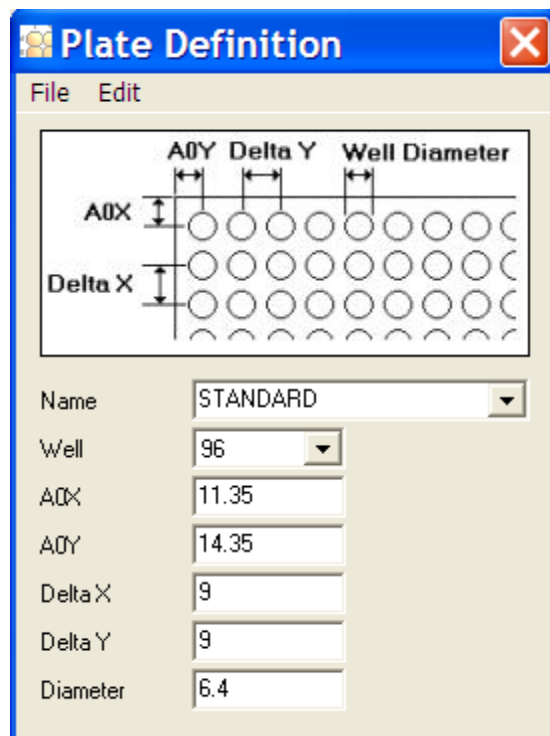 Plate Definition
File Edit
A0Y Delta Y Well Diameter
A0X
Delta X
Name STANDARD
Well 96
A0X 11.35
A0Y 14.35
Delta X 9
Delta Y 9
Diameter 6.4